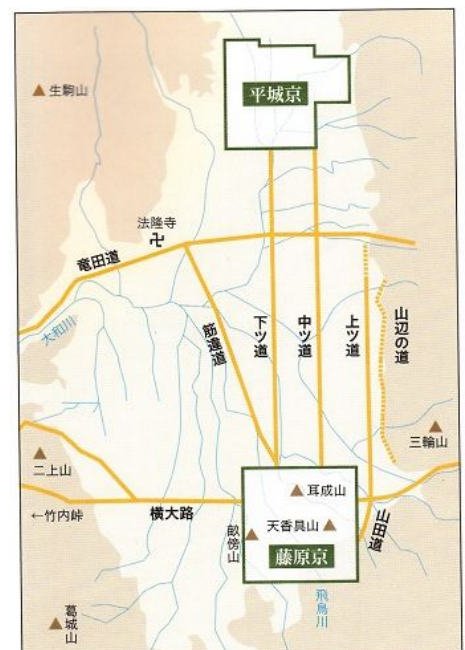 平城京
生駒山
法隆寺
卍
竜田道
大和川
筋違道
下ツ道
中ツ道
上ツ道
山辺の道
三輪山
二上山
←竹内峠
横大路
耳成山
天香具山
畝傍山
藤原京
山田道
飛鳥川
葛城山